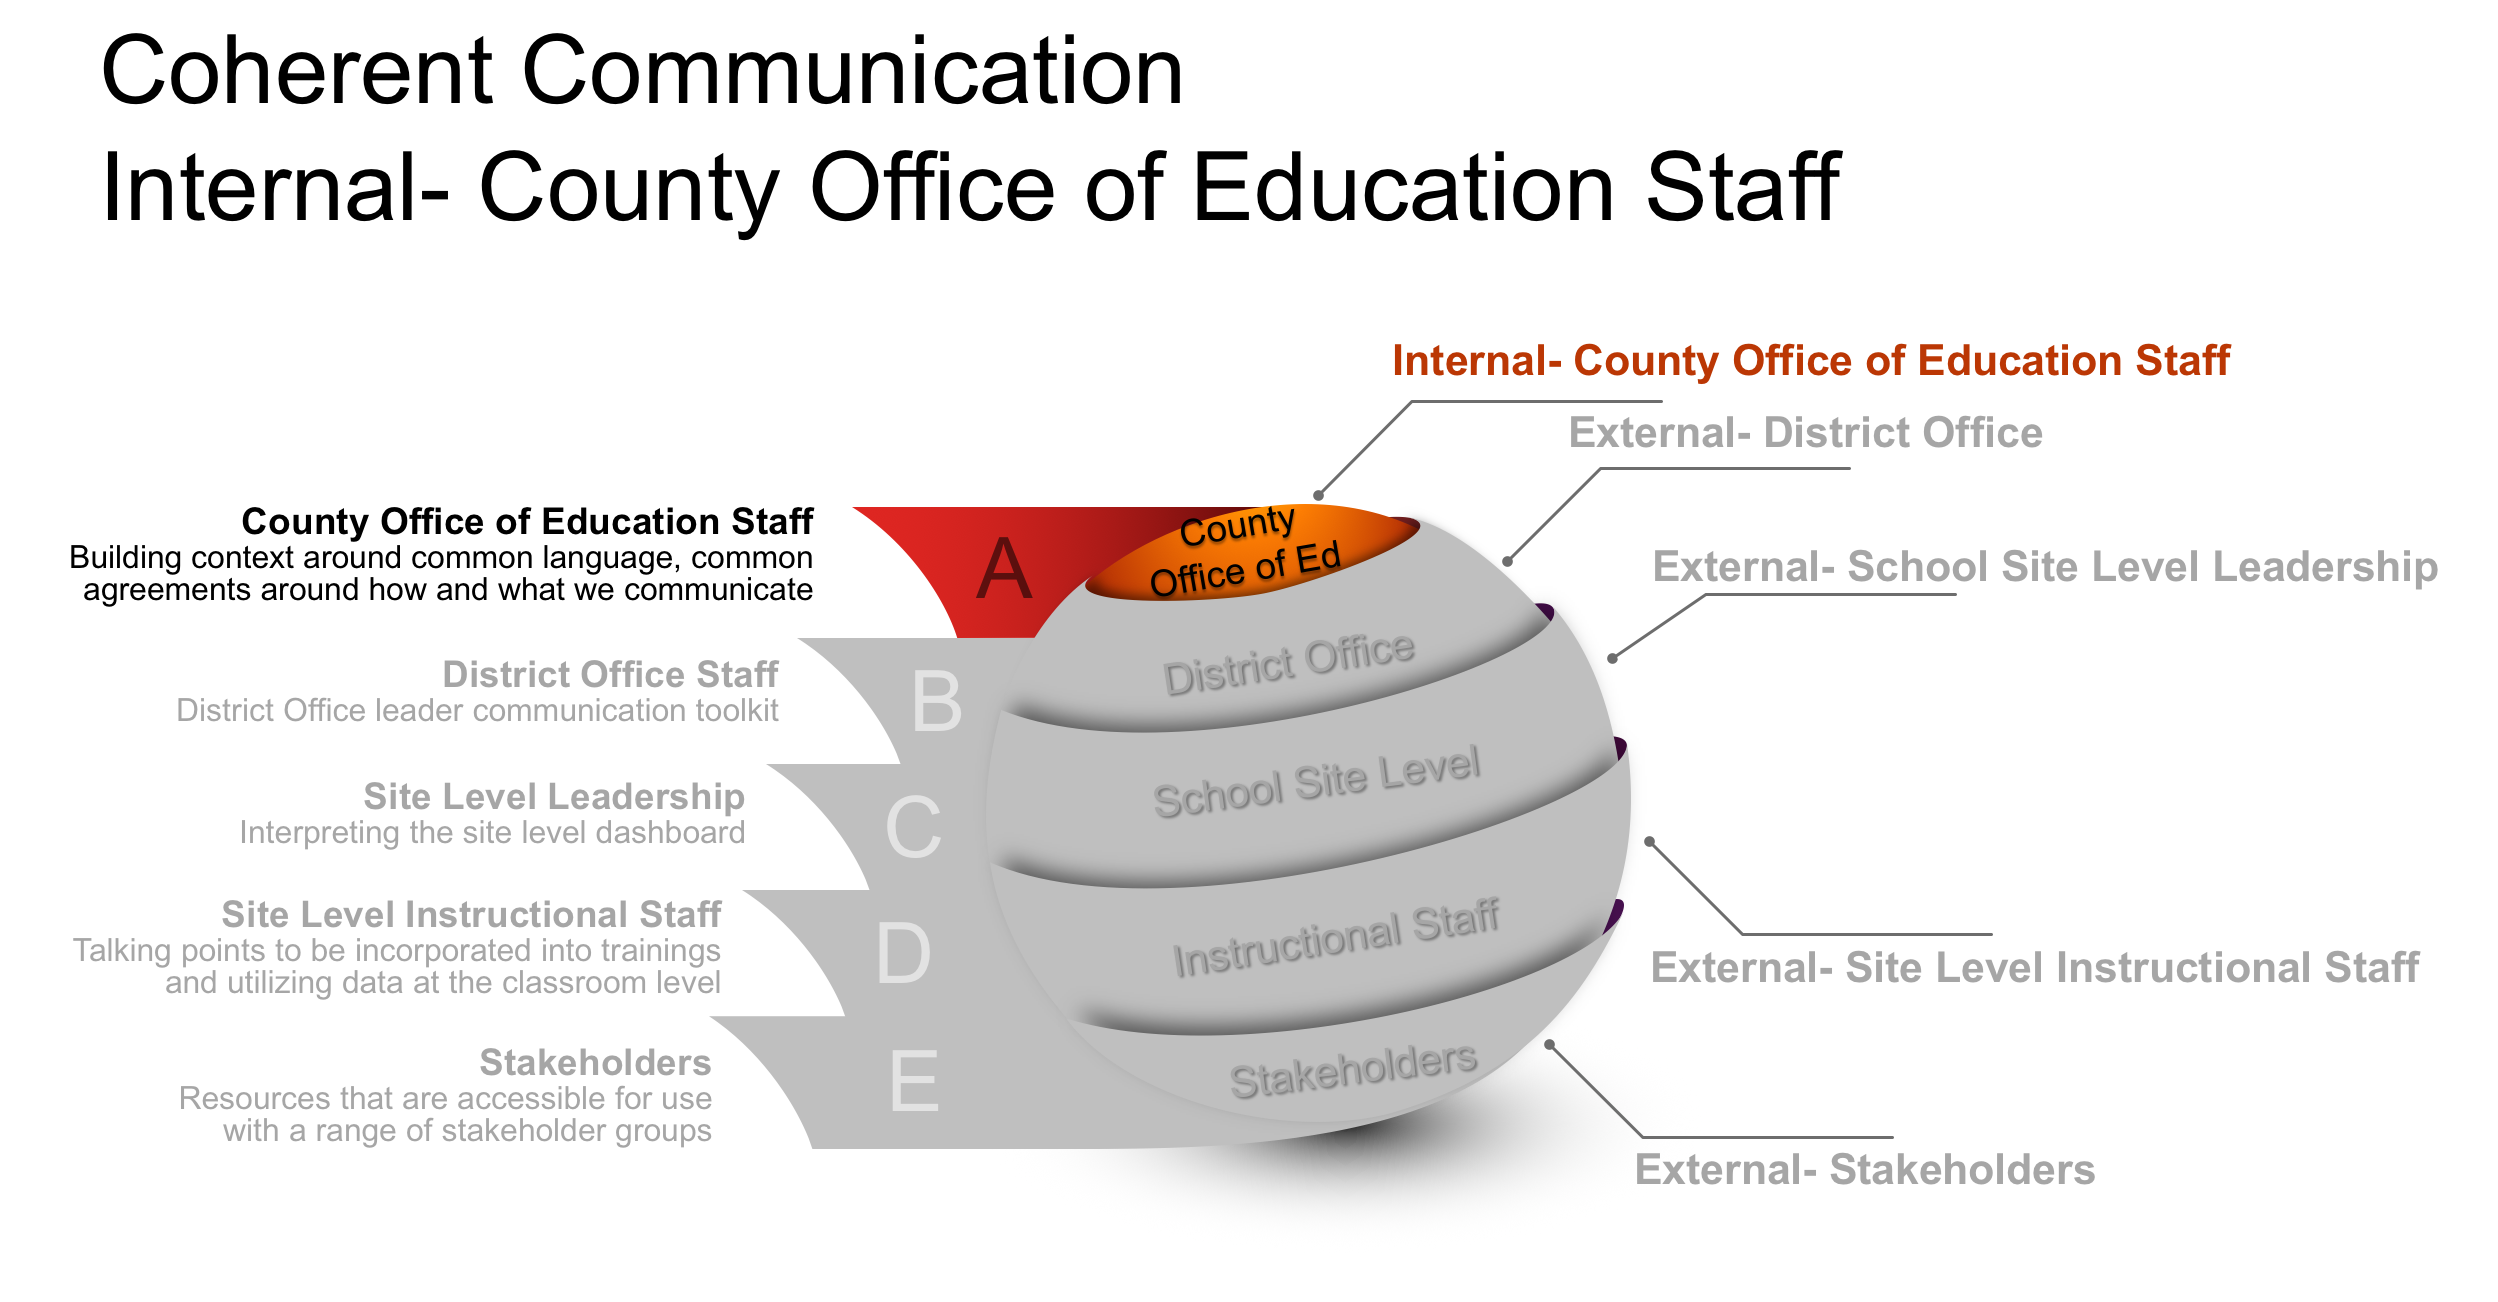 Coherent Communication
Internal- County Office of Education Staff
Internal- County Office of Education Staff
External- District Office
External- School Site Level Leadership
External- Site Level Instructional Staff
External- Stakeholders
County Office of Education Staff
Building context around common language, common
agreements around how and what we communicate
A
County
Office of Ed
District Office Staff
District Office leader communication toolkit
B
District Office
Site Level Leadership
Interpreting the site level dashboard
C
School Site Level
Site Level Instructional Staff
Talking points to be incorporated into trainings
and utilizing data at the classroom level
D
Instructional Staff
Stakeholders
Resources that are accessible for use
with a range of stakeholder groups
E
Stakeholders